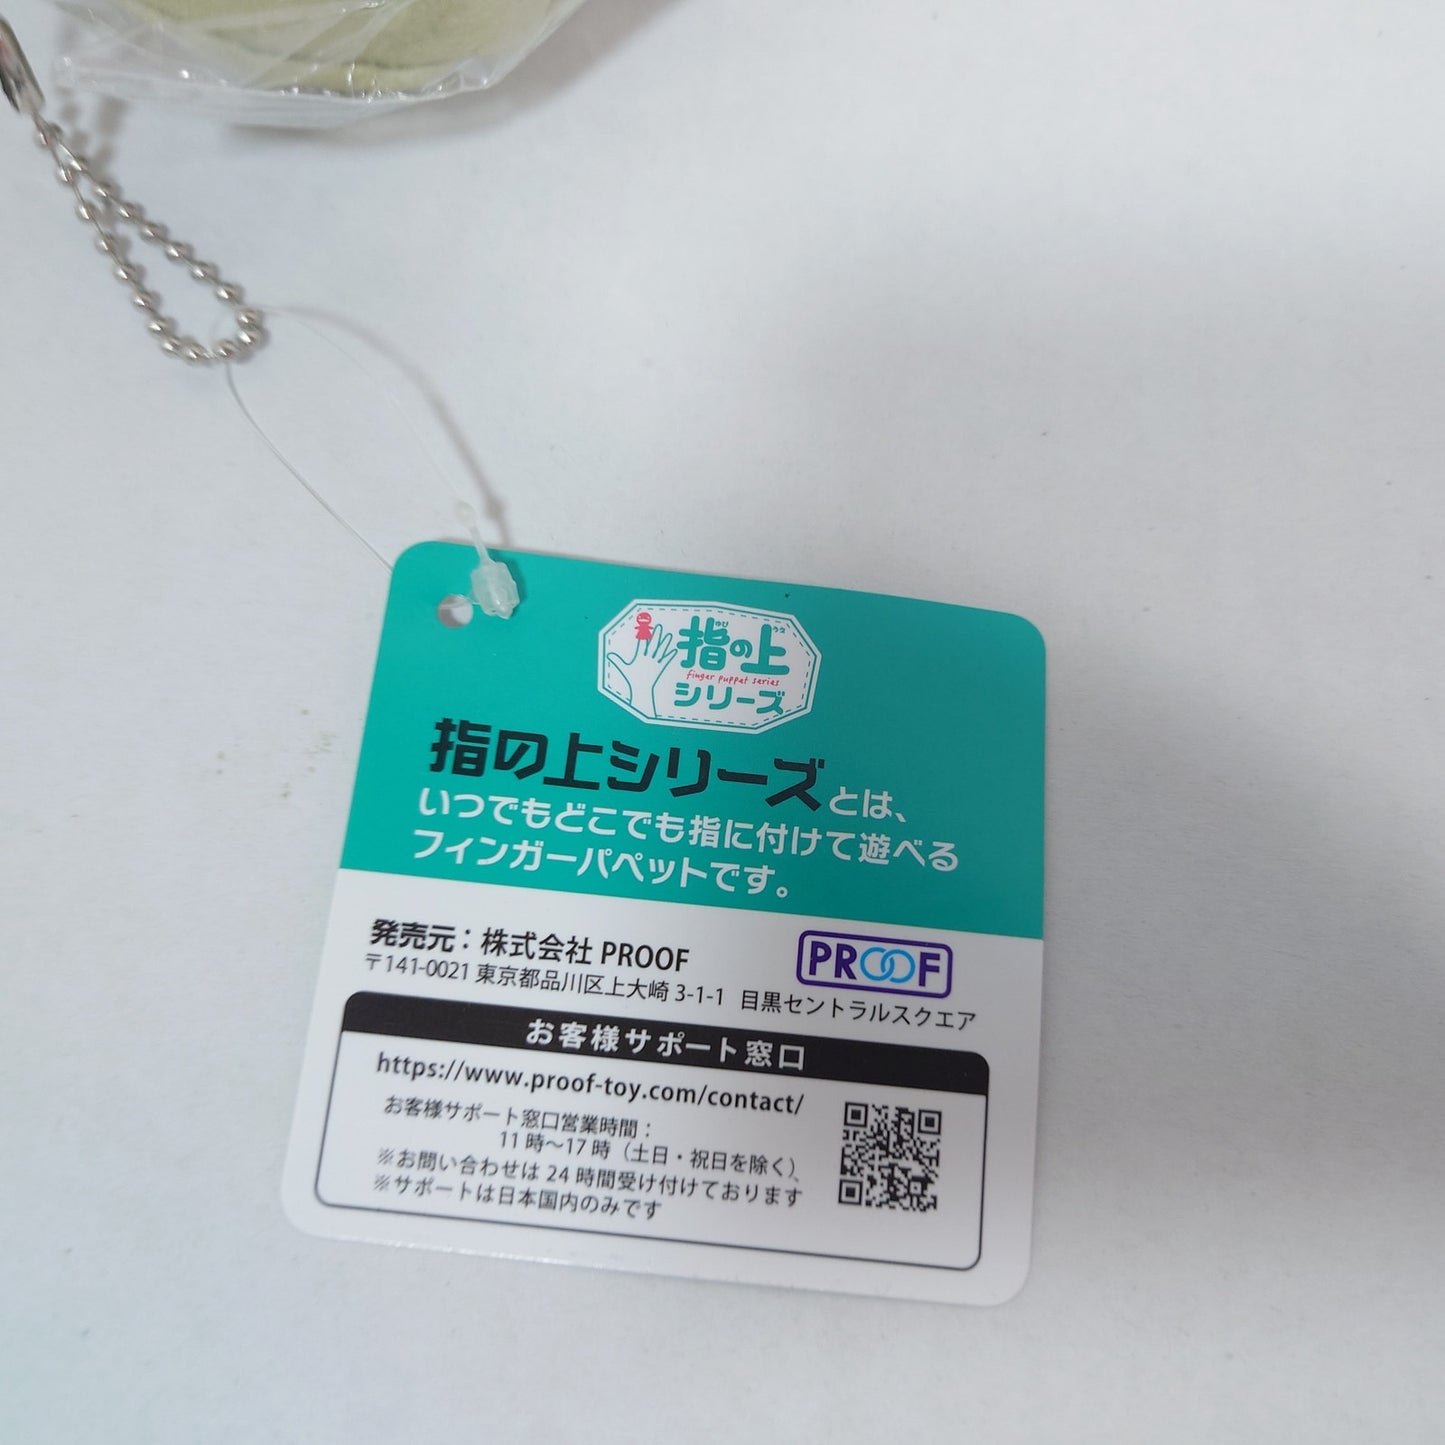 ゆび うえ
指の上
finger puppet series
シリーズ
指の上シリーズとは、
いつでもどこでも指に付けて遊べる
フィンガーパペットです。
発売元：株式会社 PROOF
〒141-0021 東京都品川区上大崎 3-1-1 目黒セントラルスクエア
PROOF
お客様サポート窓口
https://www.proof-toy.com/contact/
お客様サポート窓口営業時間：
11 時～17 時（土日・祝日を除く）、
※お問い合わせは 24 時間受け付けております
※サポートは日本国内のみです